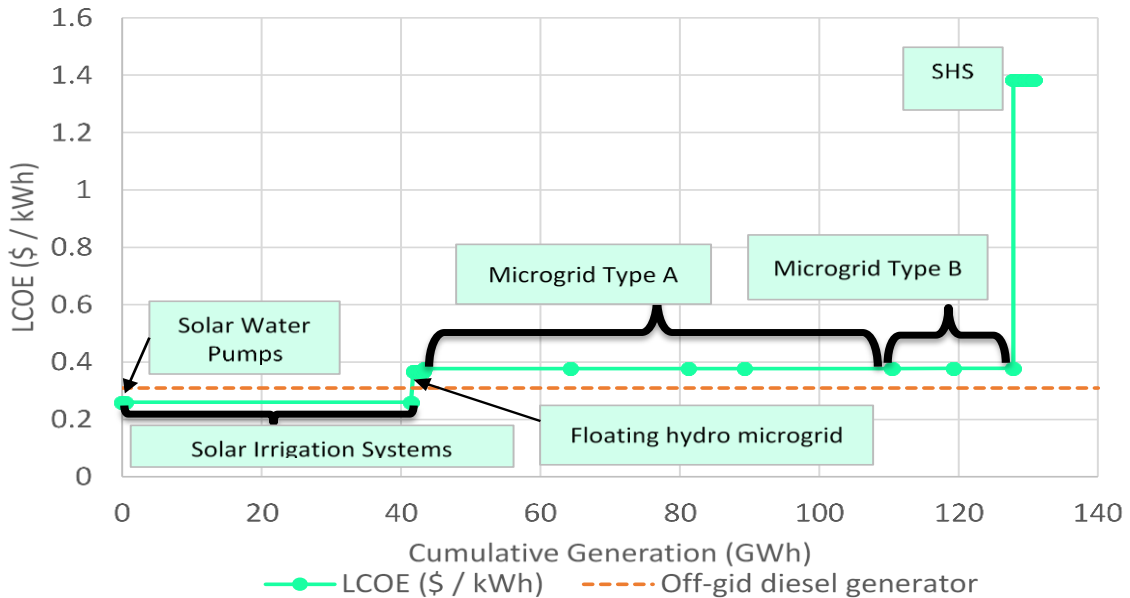 1.6
1.4
1.2
1
0.8
0.6
0.4
0.2
0
LCOE ($ / kWh)
SHS
Microgrid Type A
Microgrid Type B
Solar Water
Pumps
Solar Irrigation Systems
Floating hydro microgrid
0 20 40 60 80 100 120 140
Cumulative Generation (GWh)
LCOE ($ / kWh) Off-gid diesel generator